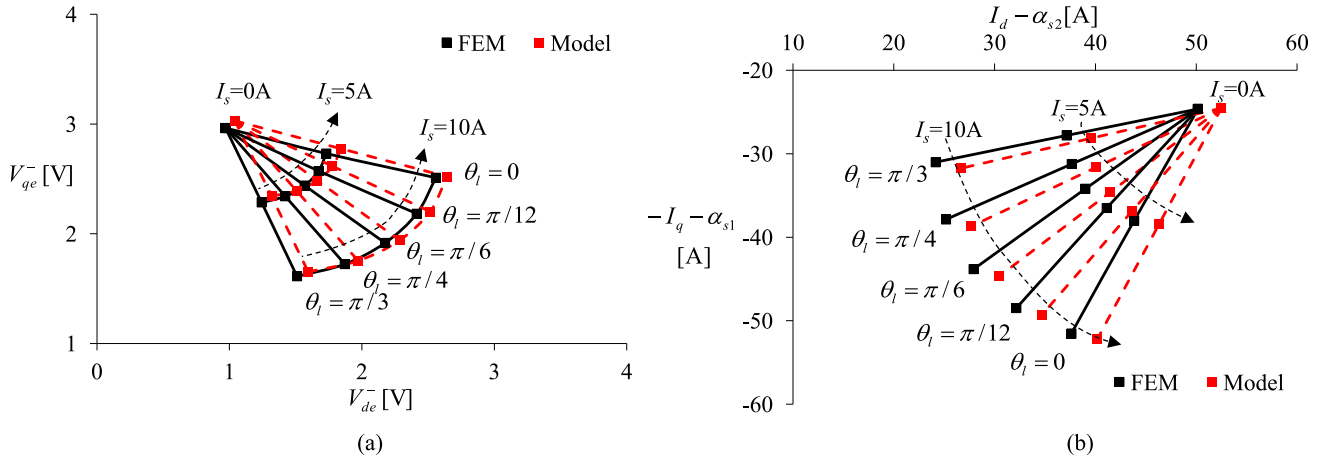 4
3
2
1
0 1 2 3 4
V⁻_qe [V]
V⁻_de [V]
FEM Model
I_s=0A
I_s=5A
I_s=10A
θ_l = 0
θ_l = π/12
θ_l = π/6
θ_l = π/4
θ_l = π/3
(a)
I_d − α_s2 [A]
10 20 30 40 50 60
-20
-30
-40
-50
-60
− I_q − α_s1
[A]
I_s=0A
I_s=5A
I_s=10A
θ_l = π/3
θ_l = π/4
θ_l = π/6
θ_l = π/12
θ_l = 0
FEM Model
(b)